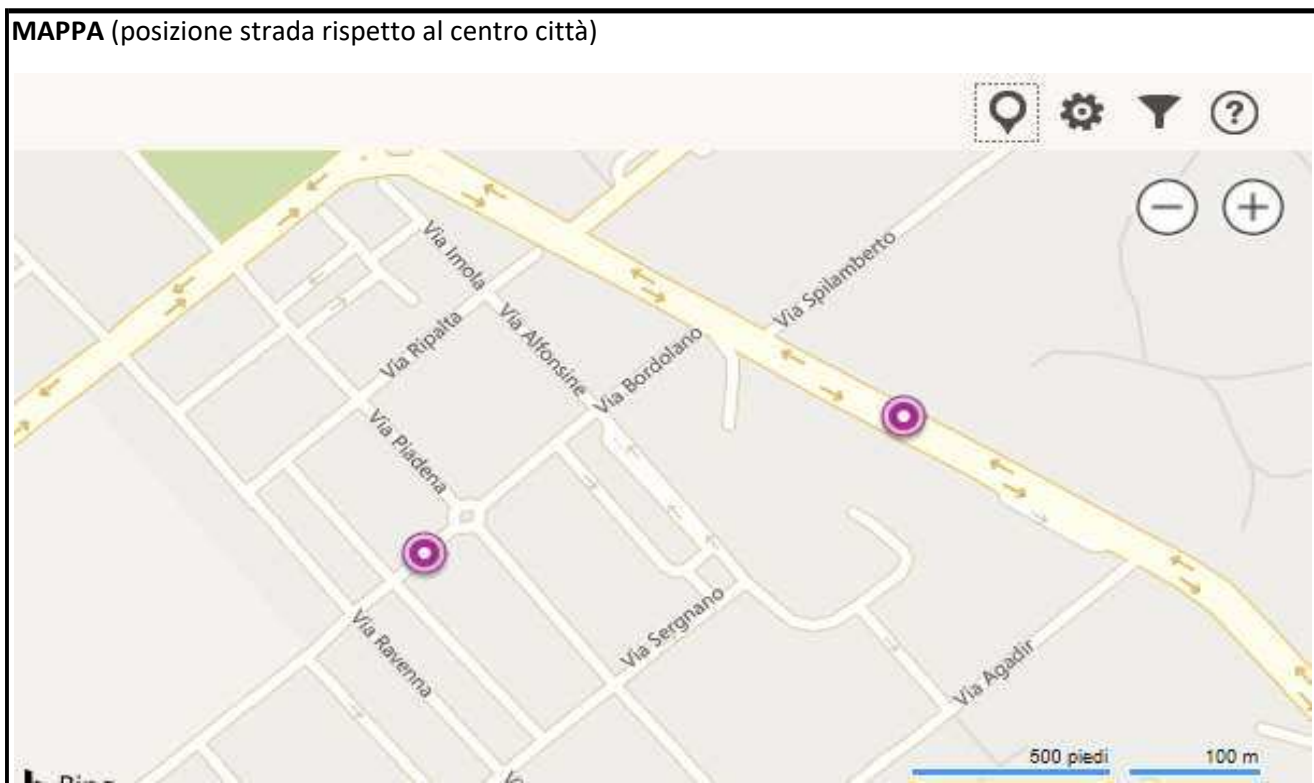 MAPPA (posizione strada rispetto al centro città)
?
Via Imola
Via Spilamberto
Via Ripalta
Via Alfonsine
Via Bordolano
Via Piadena
Via Sergnano
Via Ravenna
Via Agadir
500 piedi
100 m
Bing